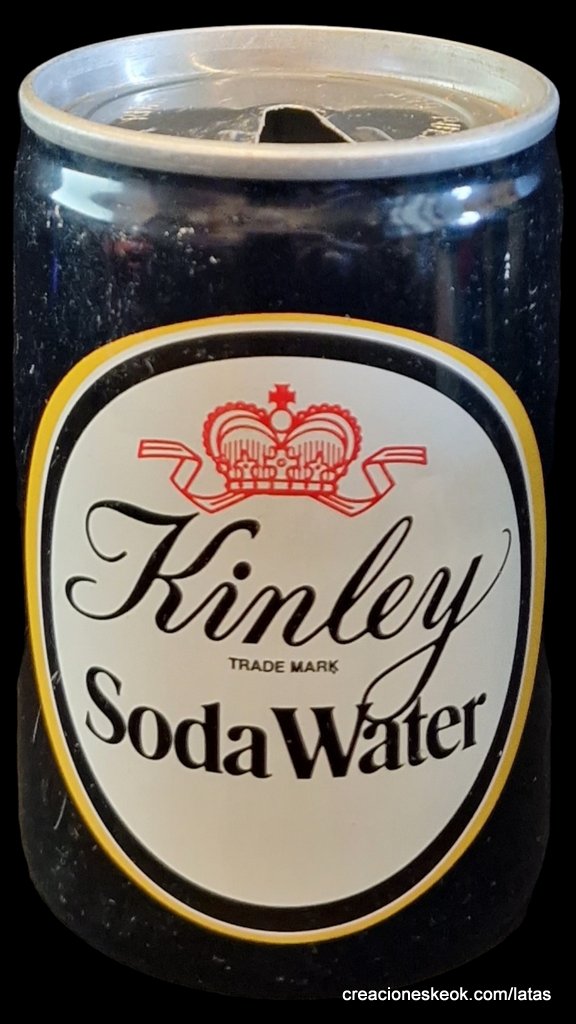 Kinley
TRADE MARK
Soda Water
creacioneskeok.com/latas